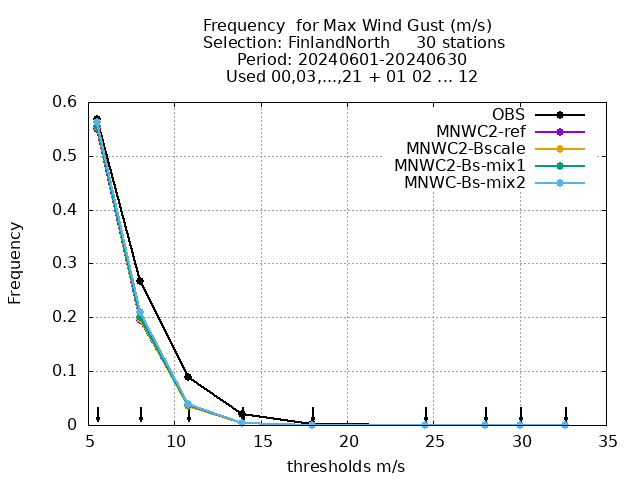 Frequency  for Max Wind Gust (m/s)
Selection: FinlandNorth     30 stations
Period: 20240601-20240630
Used 00,03,...,21 + 01 02 ... 12
OBS
MNWC2-ref
MNWC2-Bscale
MNWC2-Bs-mix1
MNWC-Bs-mix2
Frequency
0.6
0.5
0.4
0.3
0.2
0.1
0
5 10 15 20 25 30 35
thresholds m/s